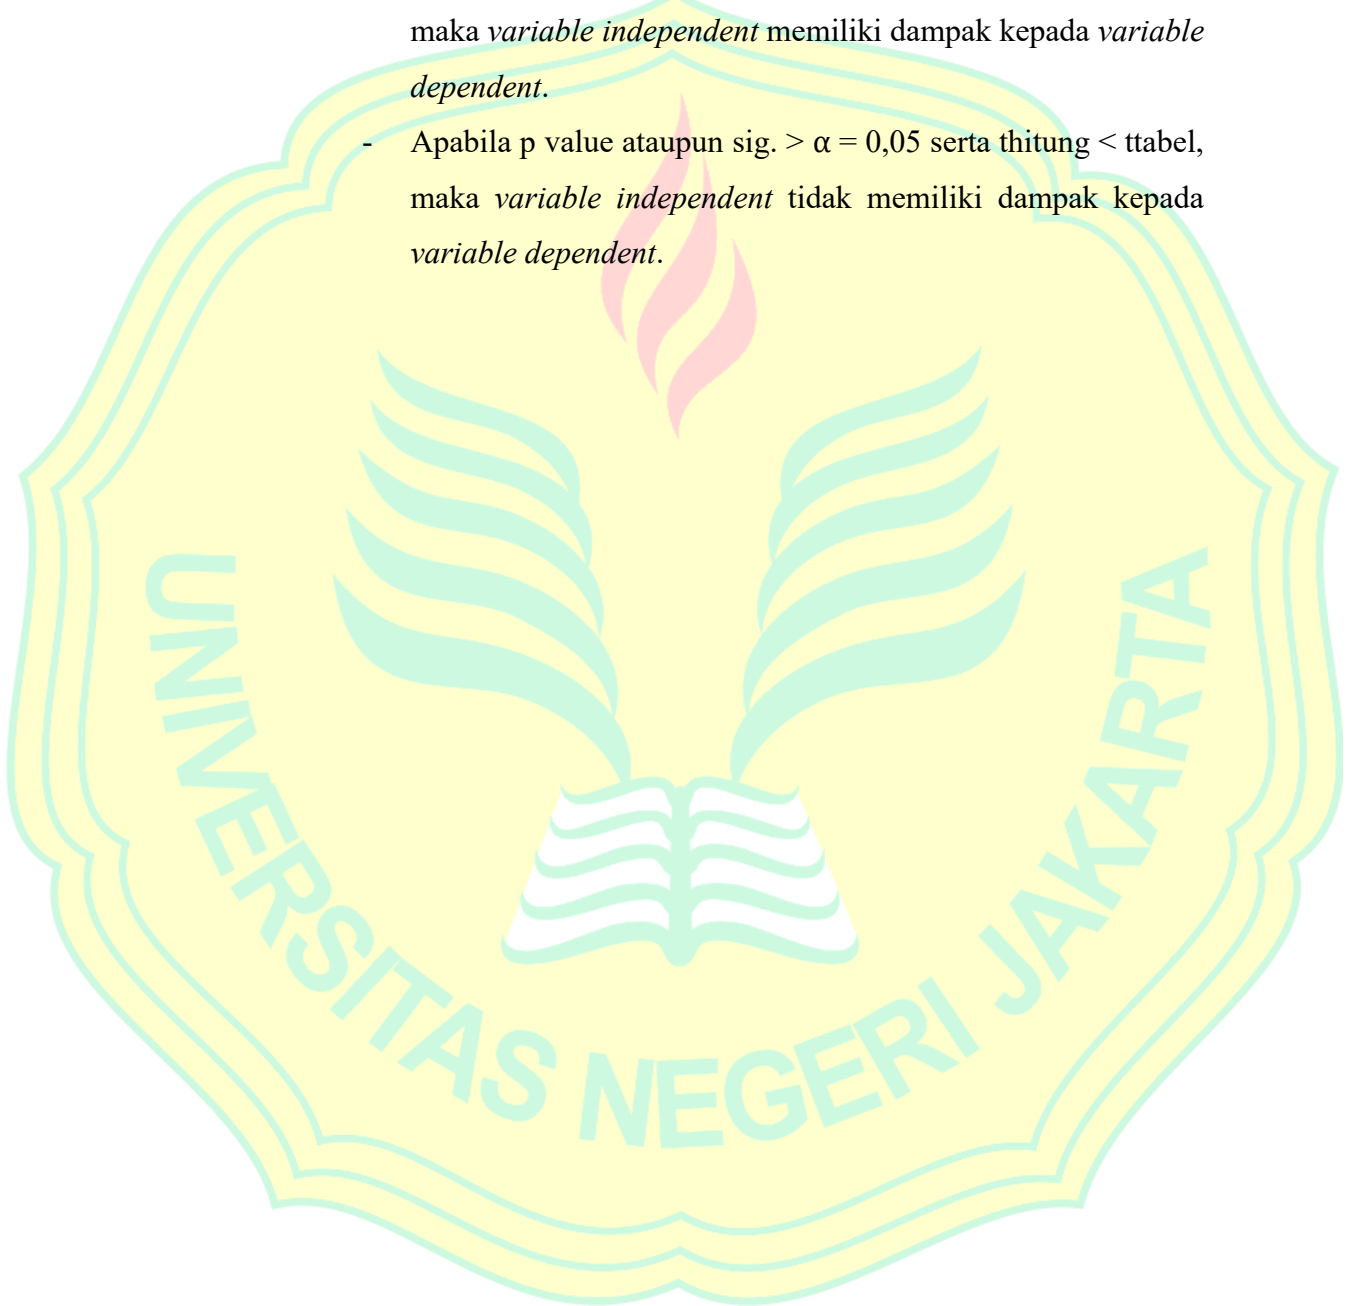 maka variable independent memiliki dampak kepada variable
dependent.
- Apabila p value ataupun sig. > α = 0,05 serta thitung < ttabel,
maka variable independent tidak memiliki dampak kepada
variable dependent.
UNIVERSITAS NEGERI JAKARTA